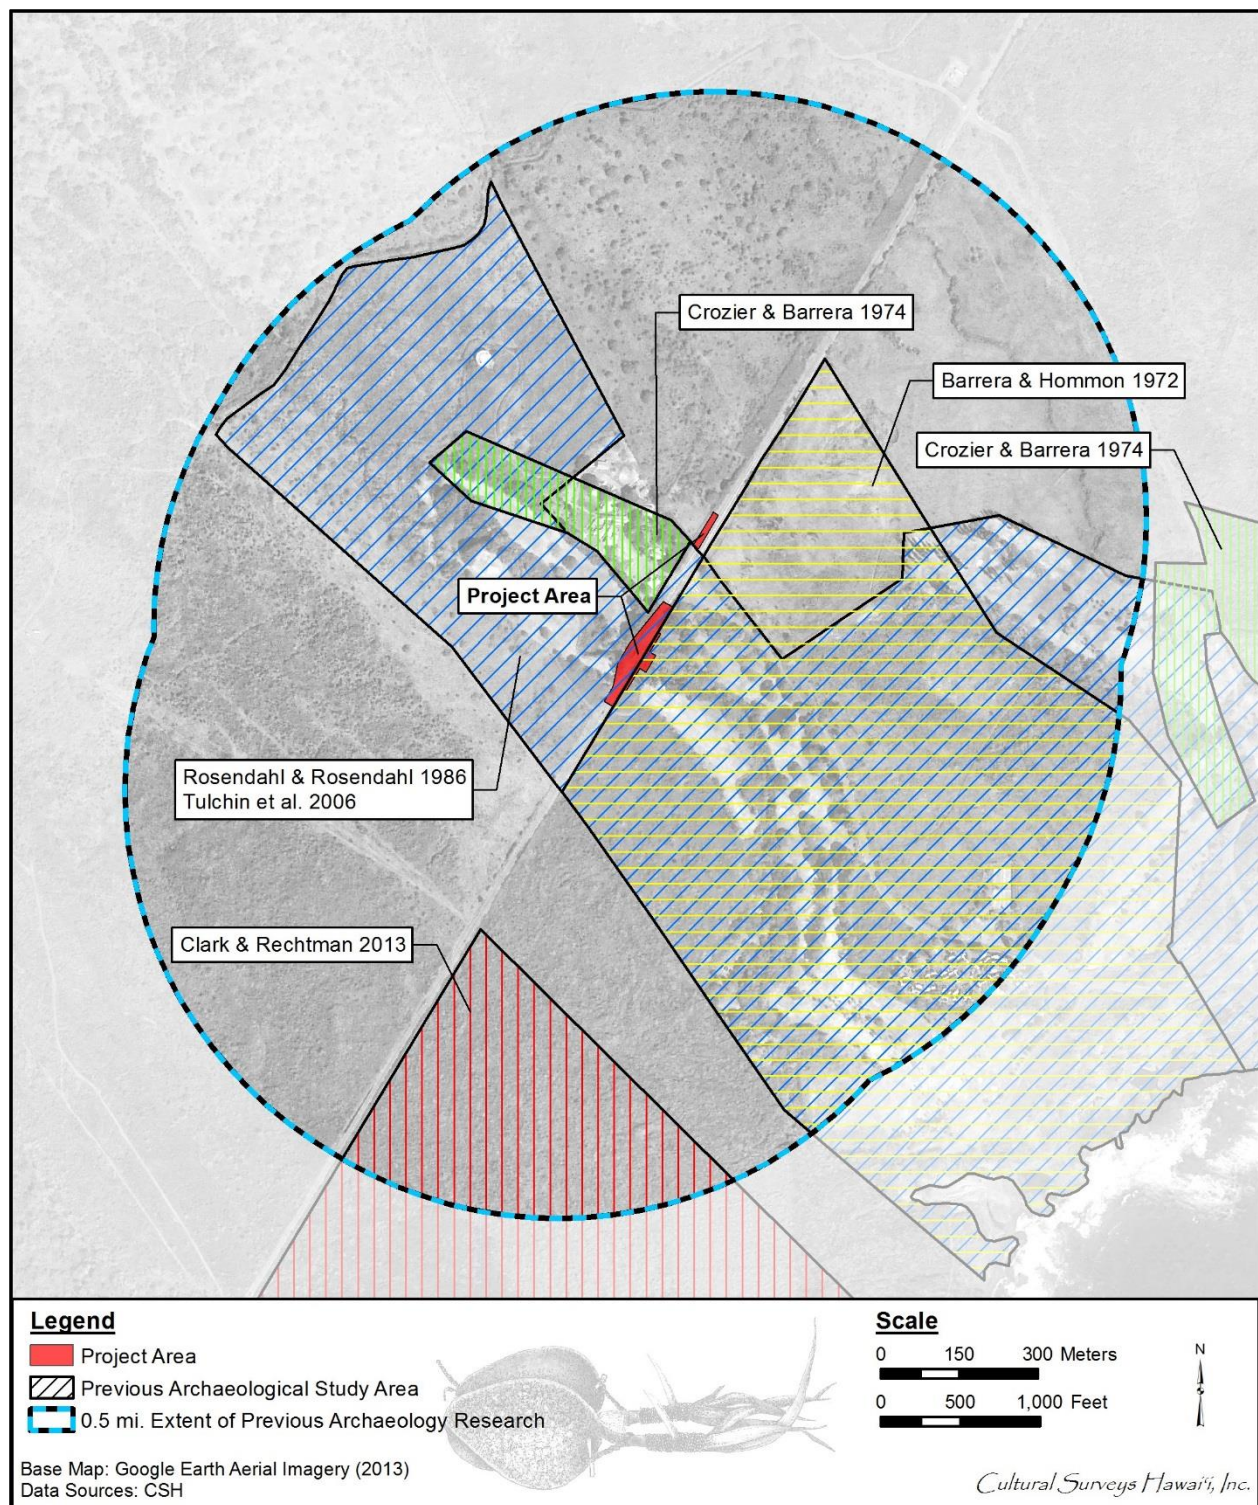 Crozier & Barrera 1974
Barrera & Hommon 1972
Crozier & Barrera 1974
Project Area
Rosendahl & Rosendahl 1986
Tulchin et al. 2006
Clark & Rechtman 2013
Legend
Project Area
Previous Archaeological Study Area
0.5 mi. Extent of Previous Archaeology Research
Base Map: Google Earth Aerial Imagery (2013)
Data Sources: CSH
Scale
0 150 300 Meters
0 500 1,000 Feet
N
Cultural Surveys Hawaiʻi, Inc.